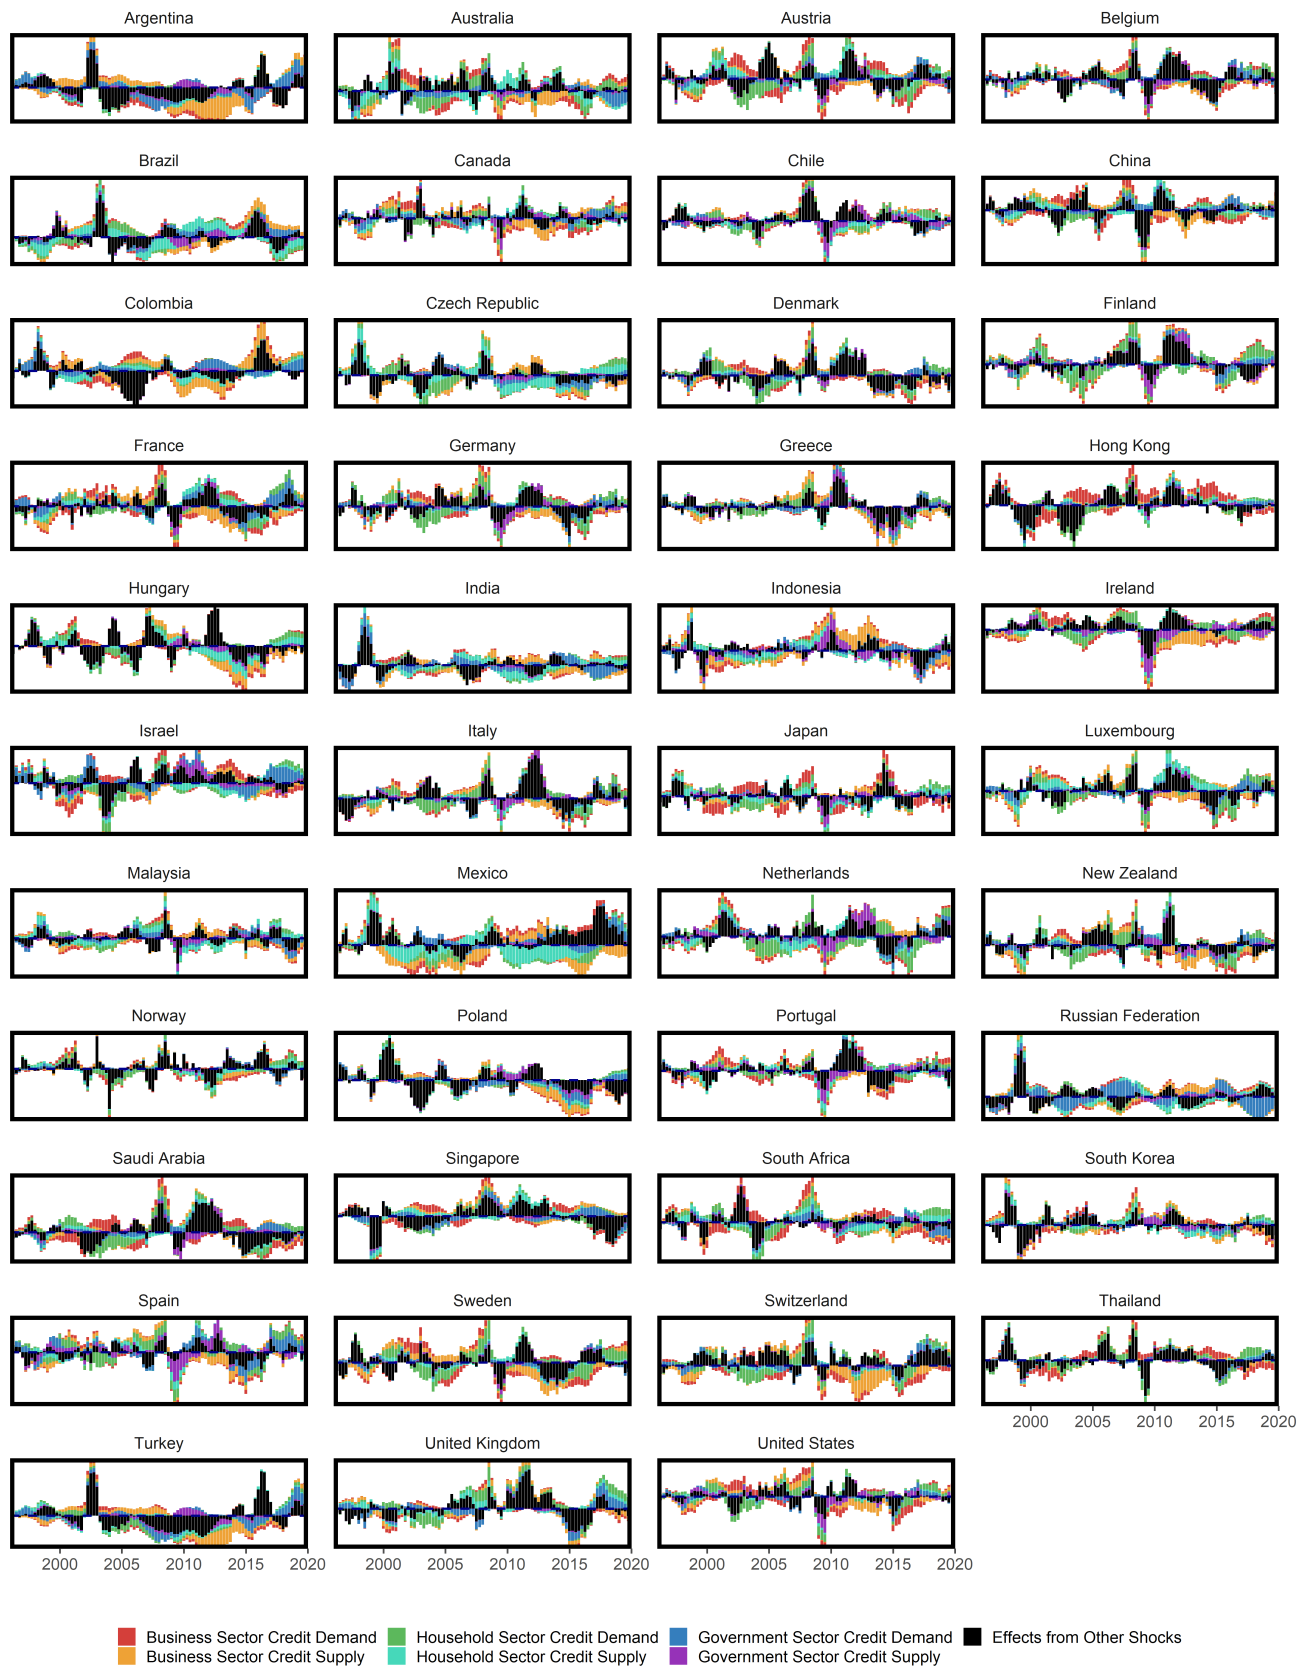 Argentina Australia Austria Belgium
Brazil Canada Chile China
Colombia Czech Republic Denmark Finland
France Germany Greece Hong Kong
Hungary India Indonesia Ireland
Israel Italy Japan Luxembourg
Malaysia Mexico Netherlands New Zealand
Norway Poland Portugal Russian Federation
Saudi Arabia Singapore South Africa South Korea
Spain Sweden Switzerland Thailand
2000 2005 2010 2015 2020
Turkey United Kingdom United States
2000 2005 2010 2015 2020 2000 2005 2010 2015 2020 2000 2005 2010 2015 2020
Business Sector Credit Demand Household Sector Credit Demand Government Sector Credit Demand Effects from Other Shocks
Business Sector Credit Supply Household Sector Credit Supply Government Sector Credit Supply